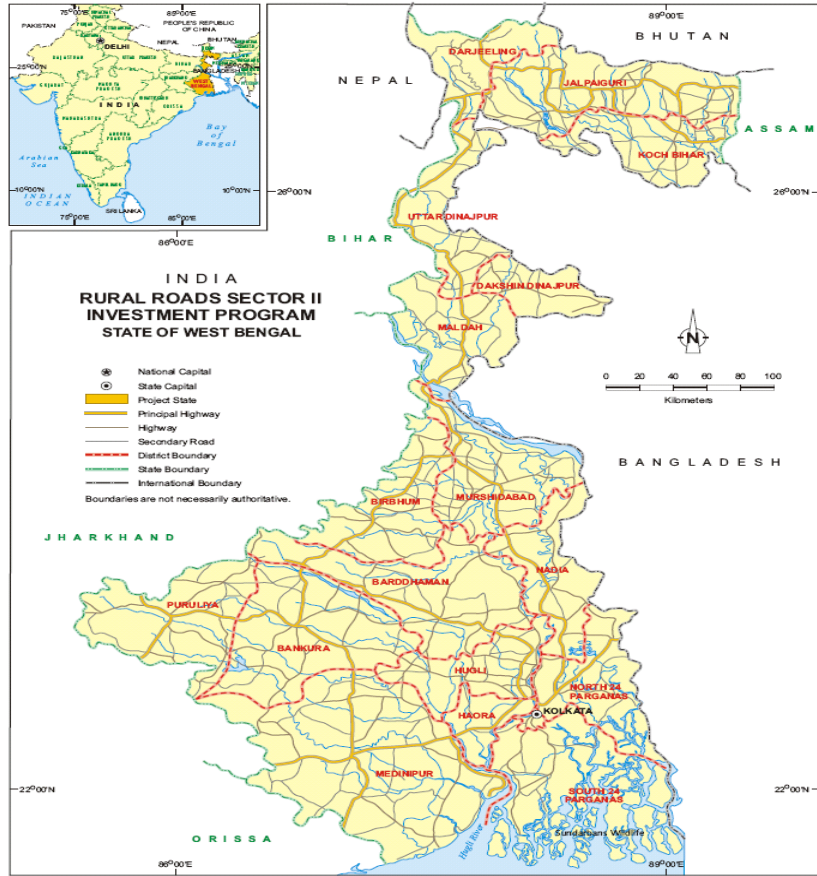 75°00'E
85°00'E
PEOPLE'S REPUBLIC
OF CHINA
PAKISTAN
NEPAL
BHUTAN
DELHI
25°00'N
BANGLADESH
INDIA
WEST
BENGAL
Bay
of
Bengal
Arabian
Sea
10°00'N
10°00'N
INDIAN
OCEAN
SRI LANKA
75°00'E
85°00'E
89°00'E
BHUTAN
DARJEELING
NEPAL
JALPAIGURI
ASSAM
KOCH BIHAR
26°00'N
26°00'N
UTTAR DINAJPUR
BIHAR
86°00'E
DAKSHIN DINAJPUR
MALDAH
INDIA
RURAL ROADS SECTOR II
INVESTMENT PROGRAM
STATE OF WEST BENGAL
N
0 20 40 60 80 100
Kilometers
National Capital
State Capital
Project State
Principal Highway
Highway
Secondary Road
District Boundary
State Boundary
International Boundary
Boundaries are not necessarily authoritative.
BANGLADESH
BIRBHUM
MURSHIDABAD
JHARKHAND
NADIA
BARDDHAMAN
PURULIYA
BANKURA
HUGLI
NORTH 24
PARGANAS
HAORA
KOLKATA
MEDINIPUR
22°00'N
22°00'N
SOUTH 24
PARGANAS
ORISSA
Hugli River
Sundarbans Wildlife
86°00'E
89°00'E